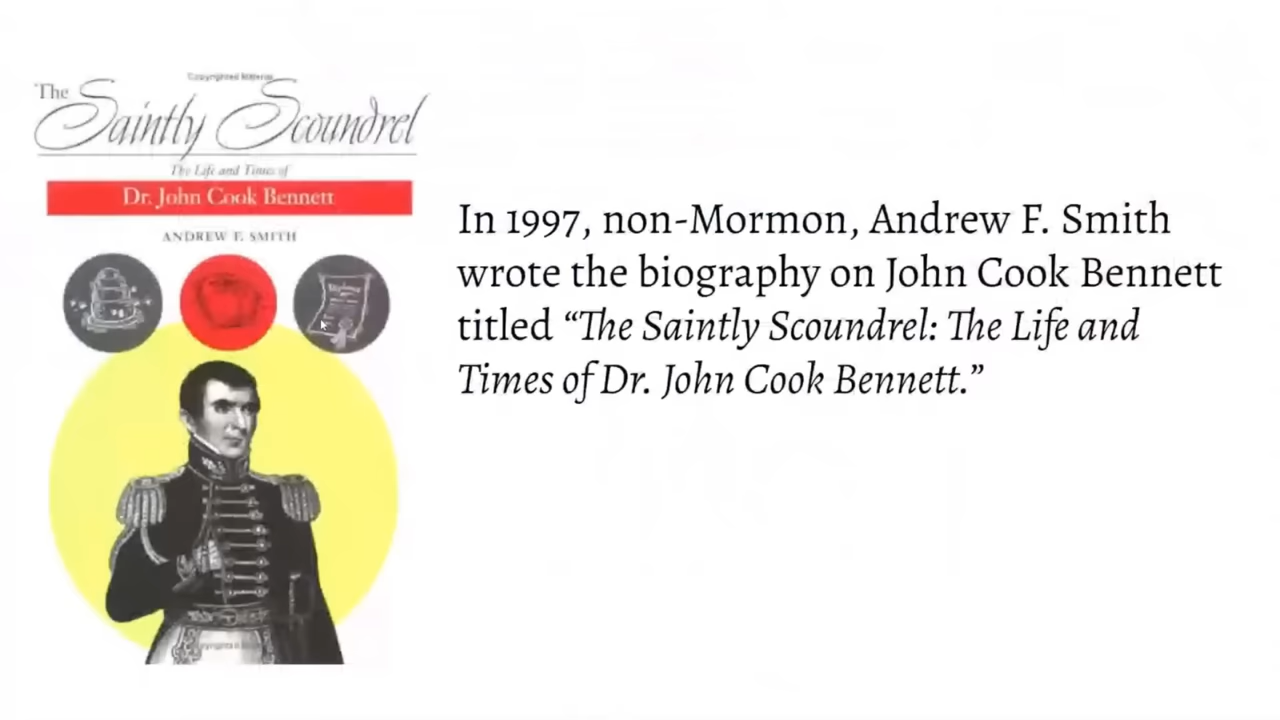 Copyrighted Material
The
Saintly Scoundrel
The Life and Times of
Dr. John Cook Bennett
ANDREW F. SMITH
Diploma
In 1997, non-Mormon, Andrew F. Smith
wrote the biography on John Cook Bennett
titled “The Saintly Scoundrel: The Life and
Times of Dr. John Cook Bennett.”